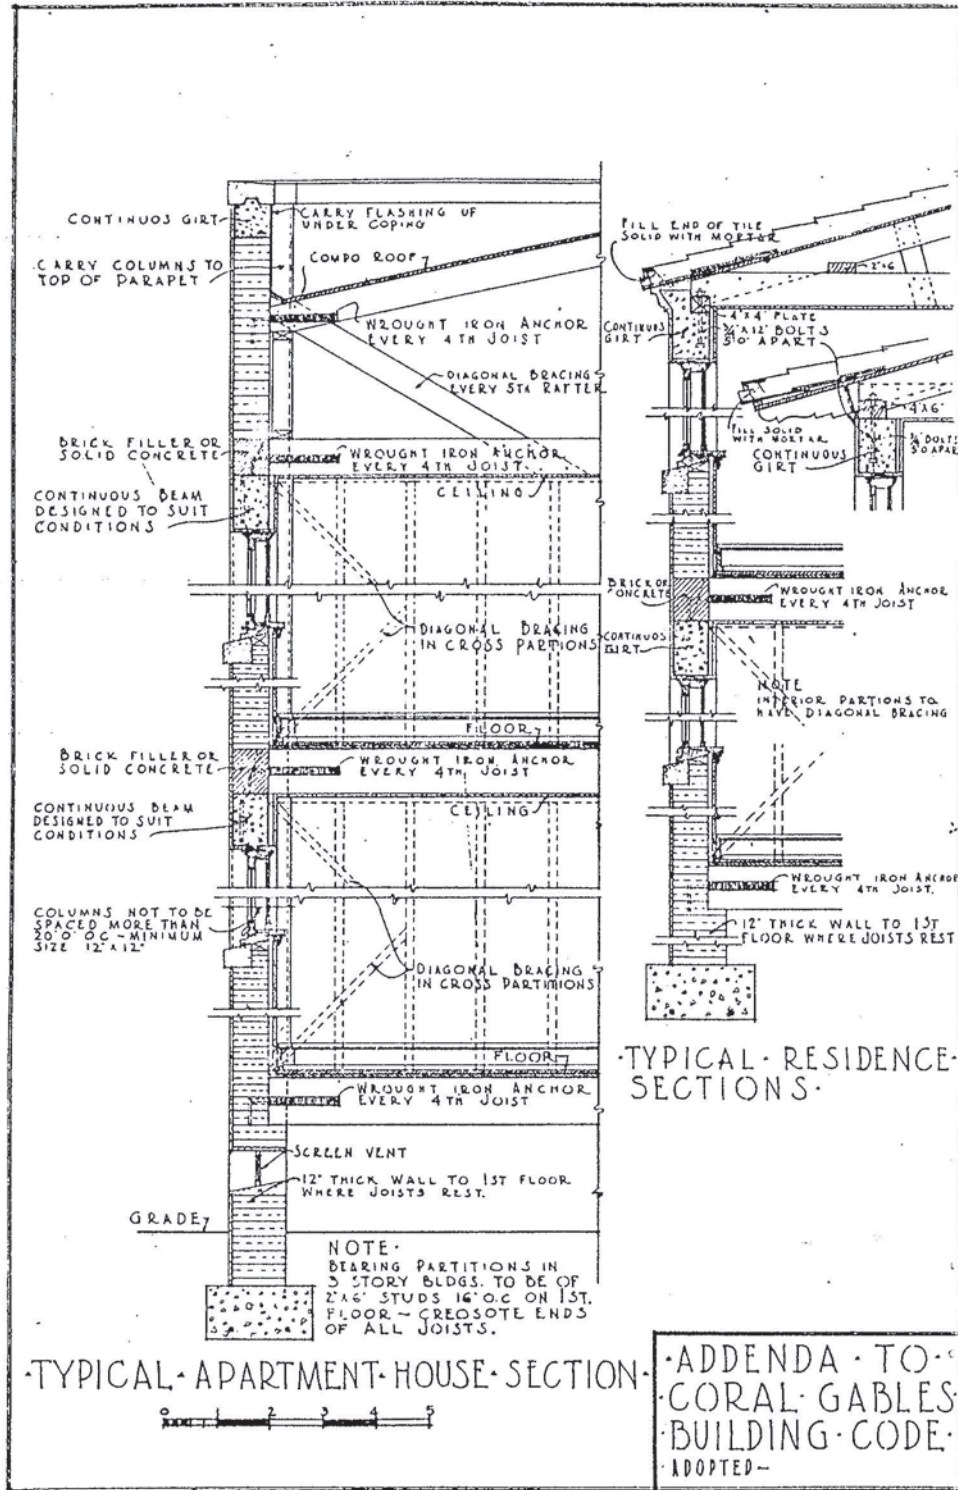 CONTINUOS GIRT
CARRY FLASHING UP
UNDER COPING
CARRY COLUMNS TO
TOP OF PARAPET
COMPO ROOF
WROUGHT IRON ANCHOR
EVERY 4TH JOIST
DIAGONAL BRACING
EVERY 5TH RAFTER
BRICK FILLER OR
SOLID CONCRETE
WROUGHT IRON ANCHOR
EVERY 4TH JOIST
CEILING
CONTINUOUS BEAM
DESIGNED TO SUIT
CONDITIONS
DIAGONAL BRACING
IN CROSS PARTIONS
FLOOR
BRICK FILLER OR
SOLID CONCRETE
WROUGHT IRON ANCHOR
EVERY 4TH JOIST
CEILING
CONTINUOUS BEAM
DESIGNED TO SUIT
CONDITIONS
COLUMNS NOT TO BE
SPACED MORE THAN
20'0" O.C - MINIMUM
SIZE 12"X12"
DIAGONAL BRACING
IN CROSS PARTITIONS
FLOOR
WROUGHT IRON ANCHOR
EVERY 4TH JOIST
SCREEN VENT
12" THICK WALL TO 1ST FLOOR
WHERE JOISTS REST.
GRADE
NOTE·
BEARING PARTITIONS IN
3 STORY BLDGS. TO BE OF
2"X6" STUDS 16"O.C ON 1ST.
FLOOR ~ CREOSOTE ENDS
OF ALL JOISTS.
·TYPICAL·APARTMENT·HOUSE·SECTION·
0 1 2 3 4 5
FILL END OF TILE
SOLID WITH MORTAR
2"X6"
4"X4" PLATE
3/4"X12" BOLTS
5'0" APART
CONTINUOS
GIRT
4"X6"
FILL SOLID
WITH MORTAR
CONTINUOUS
GIRT
3/4" BOLTS
5'0 APAR
BRICK OR
CONCRETE
WROUGHT IRON ANCHOR
EVERY 4TH JOIST
CONTINUOS
GIRT
NOTE
INTERIOR PARTIONS TO
HAVE DIAGONAL BRACING
WROUGHT IRON ANCHOR
EVERY 4TH JOIST.
12" THICK WALL TO 1ST
FLOOR WHERE JOISTS REST
·TYPICAL·RESIDENCE·
SECTIONS·
·ADDENDA·TO·
·CORAL·GABLES·
·BUILDING·CODE·
·ADOPTED~